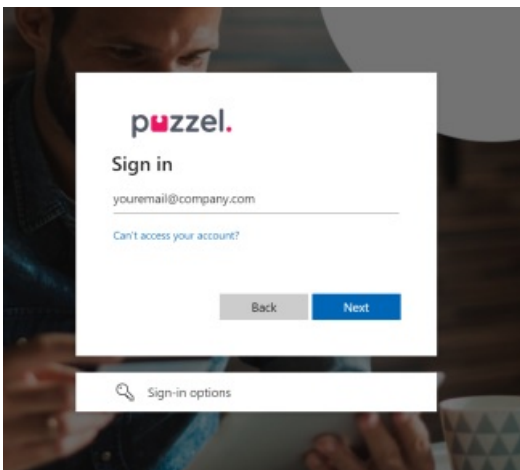 puzzel.
Sign in
youremail@company.com
Can't access your account?
Back Next
Sign-in options